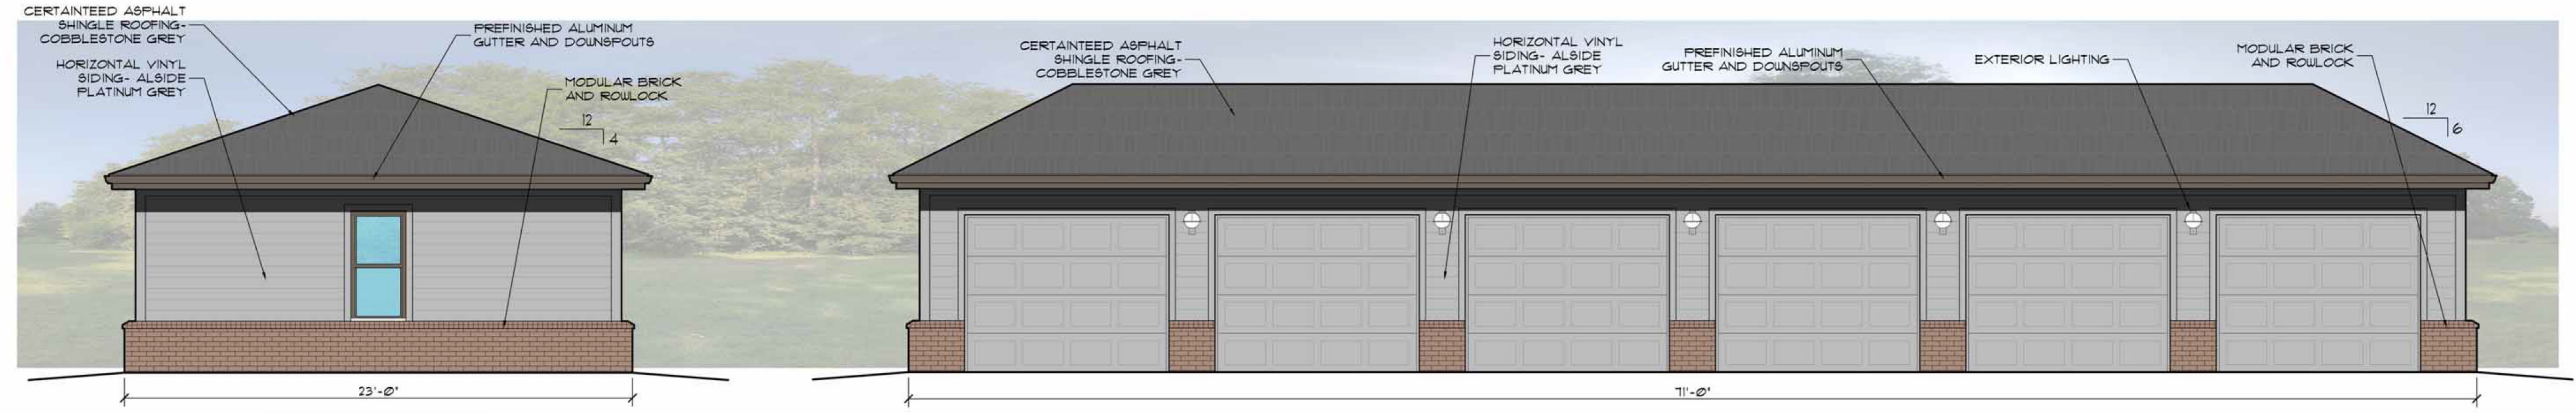 CERTAINTEED ASPHALT
SHINGLE ROOFING-
COBBLESTONE GREY
HORIZONTAL VINYL
SIDING- ALSIDE
PLATINUM GREY
PREFINISHED ALUMINUM
GUTTER AND DOWNSPOUTS
MODULAR BRICK
AND ROWLOCK
12
4
23'-0"
CERTAINTEED ASPHALT
SHINGLE ROOFING-
COBBLESTONE GREY
HORIZONTAL VINYL
SIDING- ALSIDE
PLATINUM GREY
PREFINISHED ALUMINUM
GUTTER AND DOWNSPOUTS
EXTERIOR LIGHTING
MODULAR BRICK
AND ROWLOCK
12
6
71'-0"